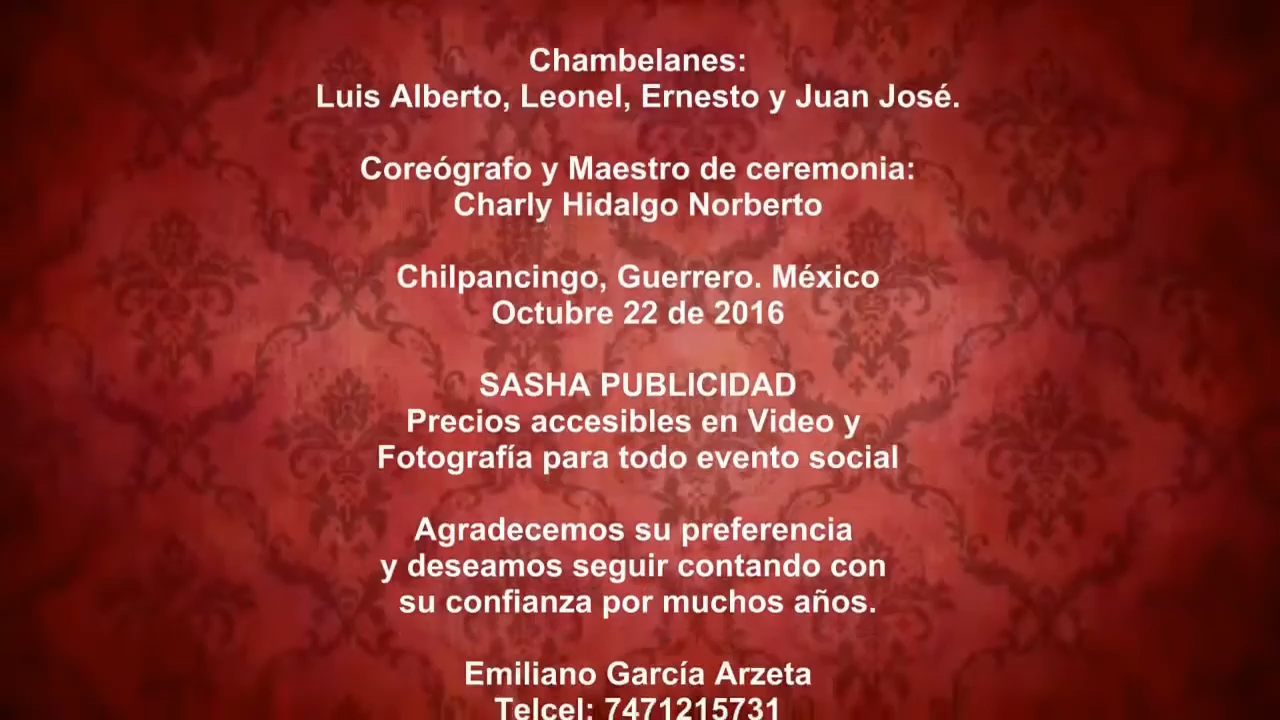 Chambelanes:
Luis Alberto, Leonel, Ernesto y Juan José.
Coreógrafo y Maestro de ceremonia:
Charly Hidalgo Norberto
Chilpancingo, Guerrero. México
Octubre 22 de 2016
SASHA PUBLICIDAD
Precios accesibles en Video y
Fotografía para todo evento social
Agradecemos su preferencia
y deseamos seguir contando con
su confianza por muchos años.
Emiliano García Arzeta
Telcel: 7471215731